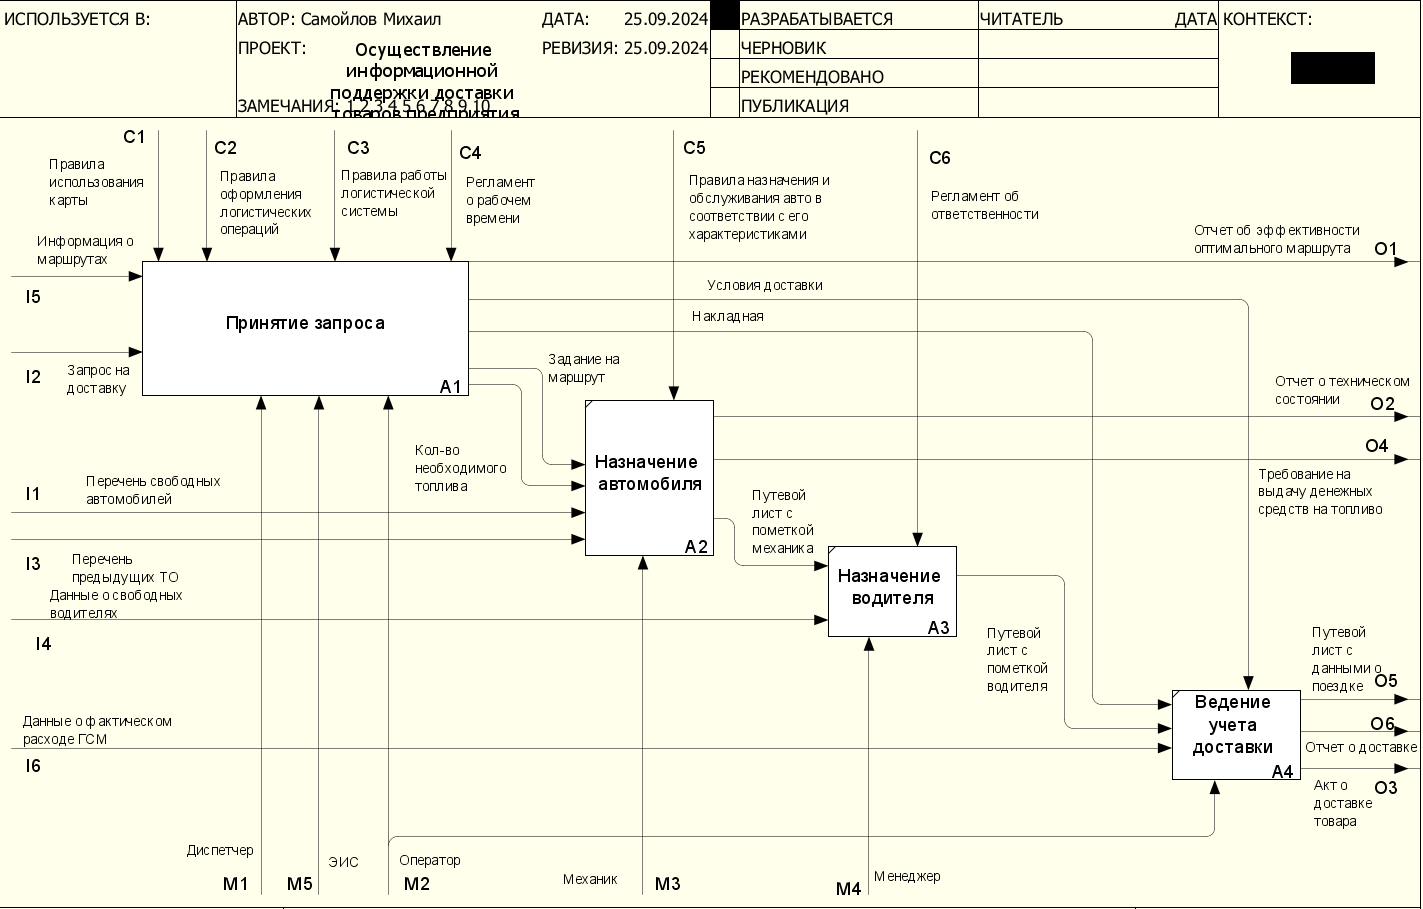 ИСПОЛЬЗУЕТСЯ В:
АВТОР: Самойлов Михаил
ДАТА: 25.09.2024
ПРОЕКТ:
Осуществление
информационной
поддержки доставки
товаров предприятия
РЕВИЗИЯ: 25.09.2024
ЗАМЕЧАНИЯ: 1 2 3 4 5 6 7 8 9 10
РАЗРАБАТЫВАЕТСЯ
ЧЕРНОВИК
РЕКОМЕНДОВАНО
ПУБЛИКАЦИЯ
ЧИТАТЕЛЬ
ДАТА
КОНТЕКСТ:
C1
Правила
использования
карты
C2
Правила
оформления
логистических
операций
C3
Правила работы
логистической
системы
C4
Регламент
о рабочем
времени
C5
Правила назначения и
обслуживания авто в
соответствии с его
характеристиками
C6
Регламент об
ответственности
Информация о
маршрутах
I5
Отчет об эффективности
оптимального маршрута
O1
Принятие запроса
A1
Условия доставки
Накладная
I2
Запрос на
доставку
Задание на
маршрут
Отчет о техническом
состоянии
O2
Кол-во
необходимого
топлива
Назначение
автомобиля
A2
O4
Требование на
выдачу денежных
средств на топливо
I1
Перечень свободных
автомобилей
Путевой
лист с
пометкой
механика
I3
Перечень
предыдущих ТО
Данные о свободных
водителях
I4
Назначение
водителя
A3
Путевой
лист с
пометкой
водителя
Путевой
лист с
данными о
поездке
O5
Данные о фактическом
расходе ГСМ
I6
Ведение
учета
доставки
A4
O6
Отчет о доставке
O3
Акт о
доставке
товара
Диспетчер
M1
ЭИС
M5
Оператор
M2
Механик
M3
Менеджер
M4